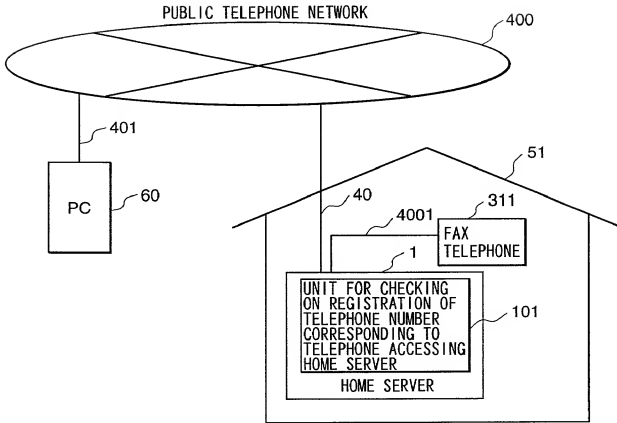 PUBLIC TELEPHONE NETWORK
400
401
PC
60
40
51
4001
311
FAX
TELEPHONE
1
UNIT FOR CHECKING
ON REGISTRATION OF
TELEPHONE NUMBER
CORRESPONDING TO
TELEPHONE ACCESSING
HOME SERVER
101
HOME SERVER